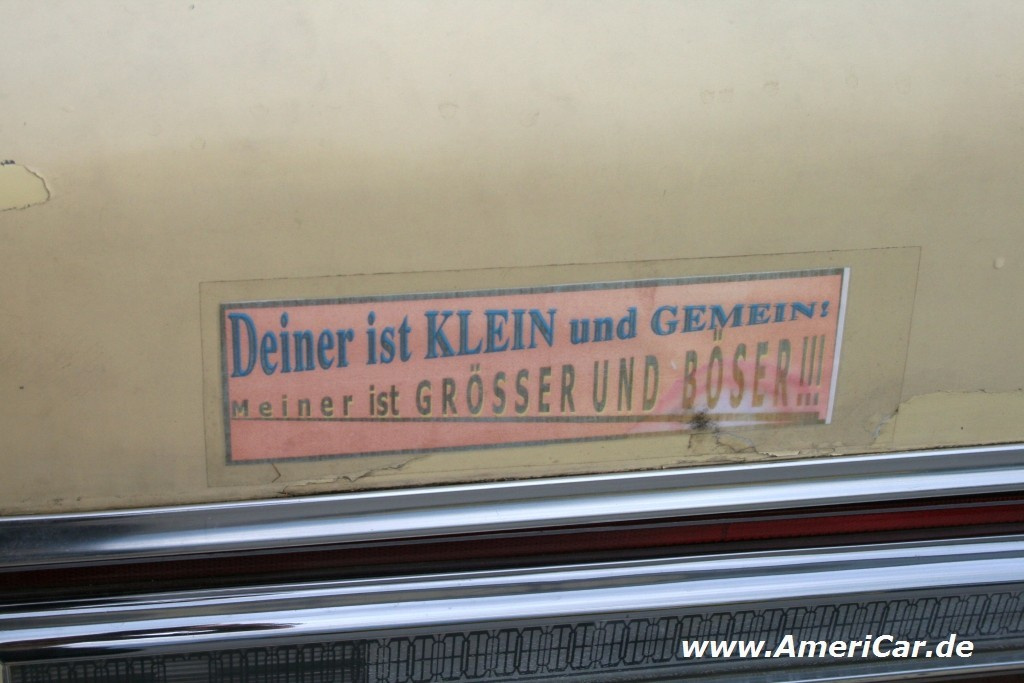 Deiner ist KLEIN und GEMEIN!
Meiner ist GRÖSSER UND BÖSER!!!
www.AmeriCar.de